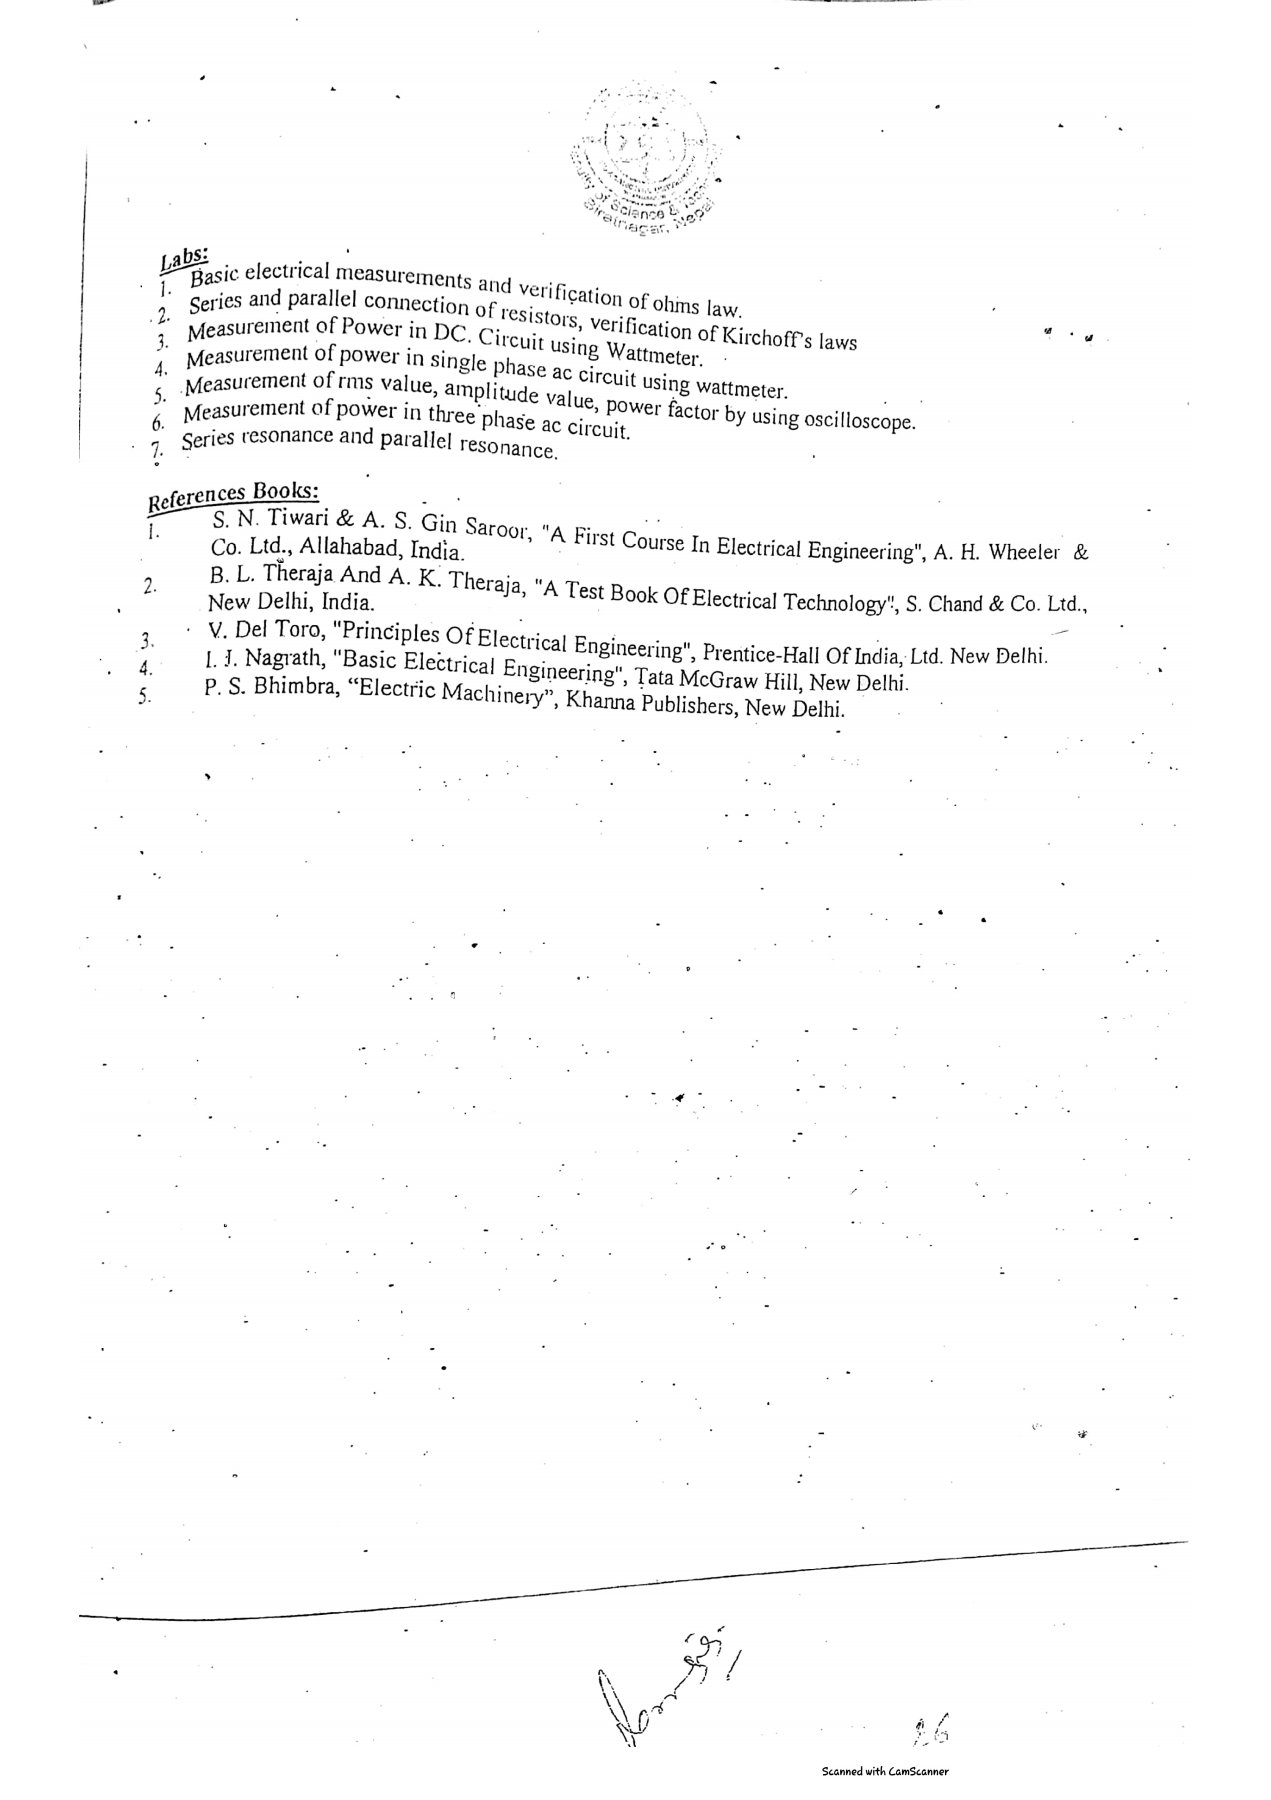 of Science &
Biratnagar, Nepal
Labs:
1. Basic electrical measurements and verification of ohms law.
2. Series and parallel connection of resistors, verification of Kirchoff's laws
3. Measurement of Power in DC. Circuit using Wattmeter.
4. Measurement of power in single phase ac circuit using wattmeter.
5. Measurement of rms value, amplitude value, power factor by using oscilloscope.
6. Measurement of power in three phase ac circuit.
7. Series resonance and parallel resonance.
References Books:
1. S. N. Tiwari & A. S. Gin Saroor, "A First Course In Electrical Engineering", A. H. Wheeler &
Co. Ltd., Allahabad, India.
2. B. L. Theraja And A. K. Theraja, "A Test Book Of Electrical Technology", S. Chand & Co. Ltd.,
New Delhi, India.
3. V. Del Toro, "Principles Of Electrical Engineering", Prentice-Hall Of India, Ltd. New Delhi.
4. I. J. Nagrath, "Basic Electrical Engineering", Tata McGraw Hill, New Delhi.
5. P. S. Bhimbra, “Electric Machinery”, Khanna Publishers, New Delhi.
26
Scanned with CamScanner